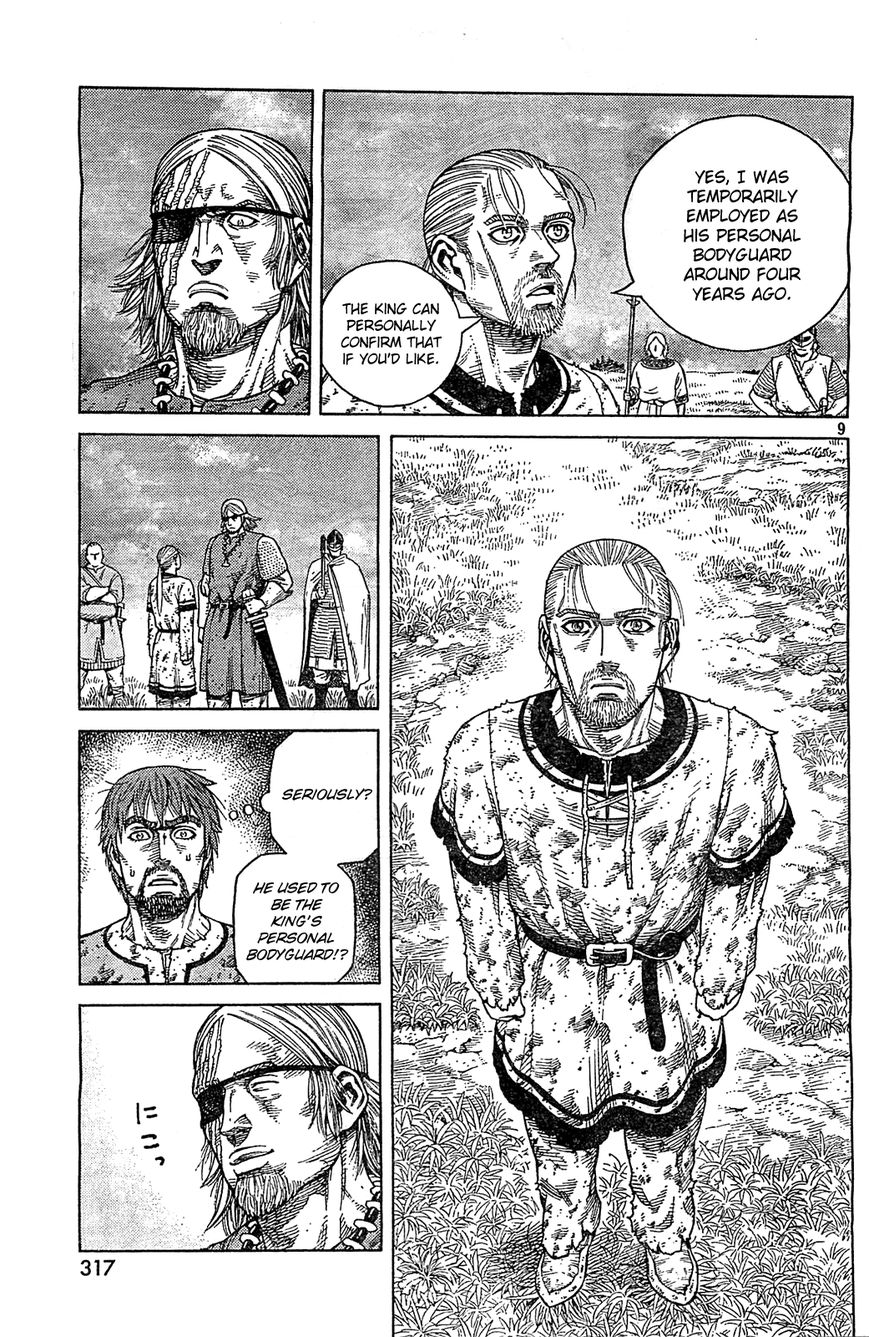 YES, I WAS
TEMPORARILY
EMPLOYED AS
HIS PERSONAL
BODYGUARD
AROUND FOUR
YEARS AGO.
THE KING CAN
PERSONALLY
CONFIRM THAT
IF YOU'D LIKE.
9
SERIOUSLY?
HE USED TO
BE THE
KING'S
PERSONAL
BODYGUARD!?
にこっ
317